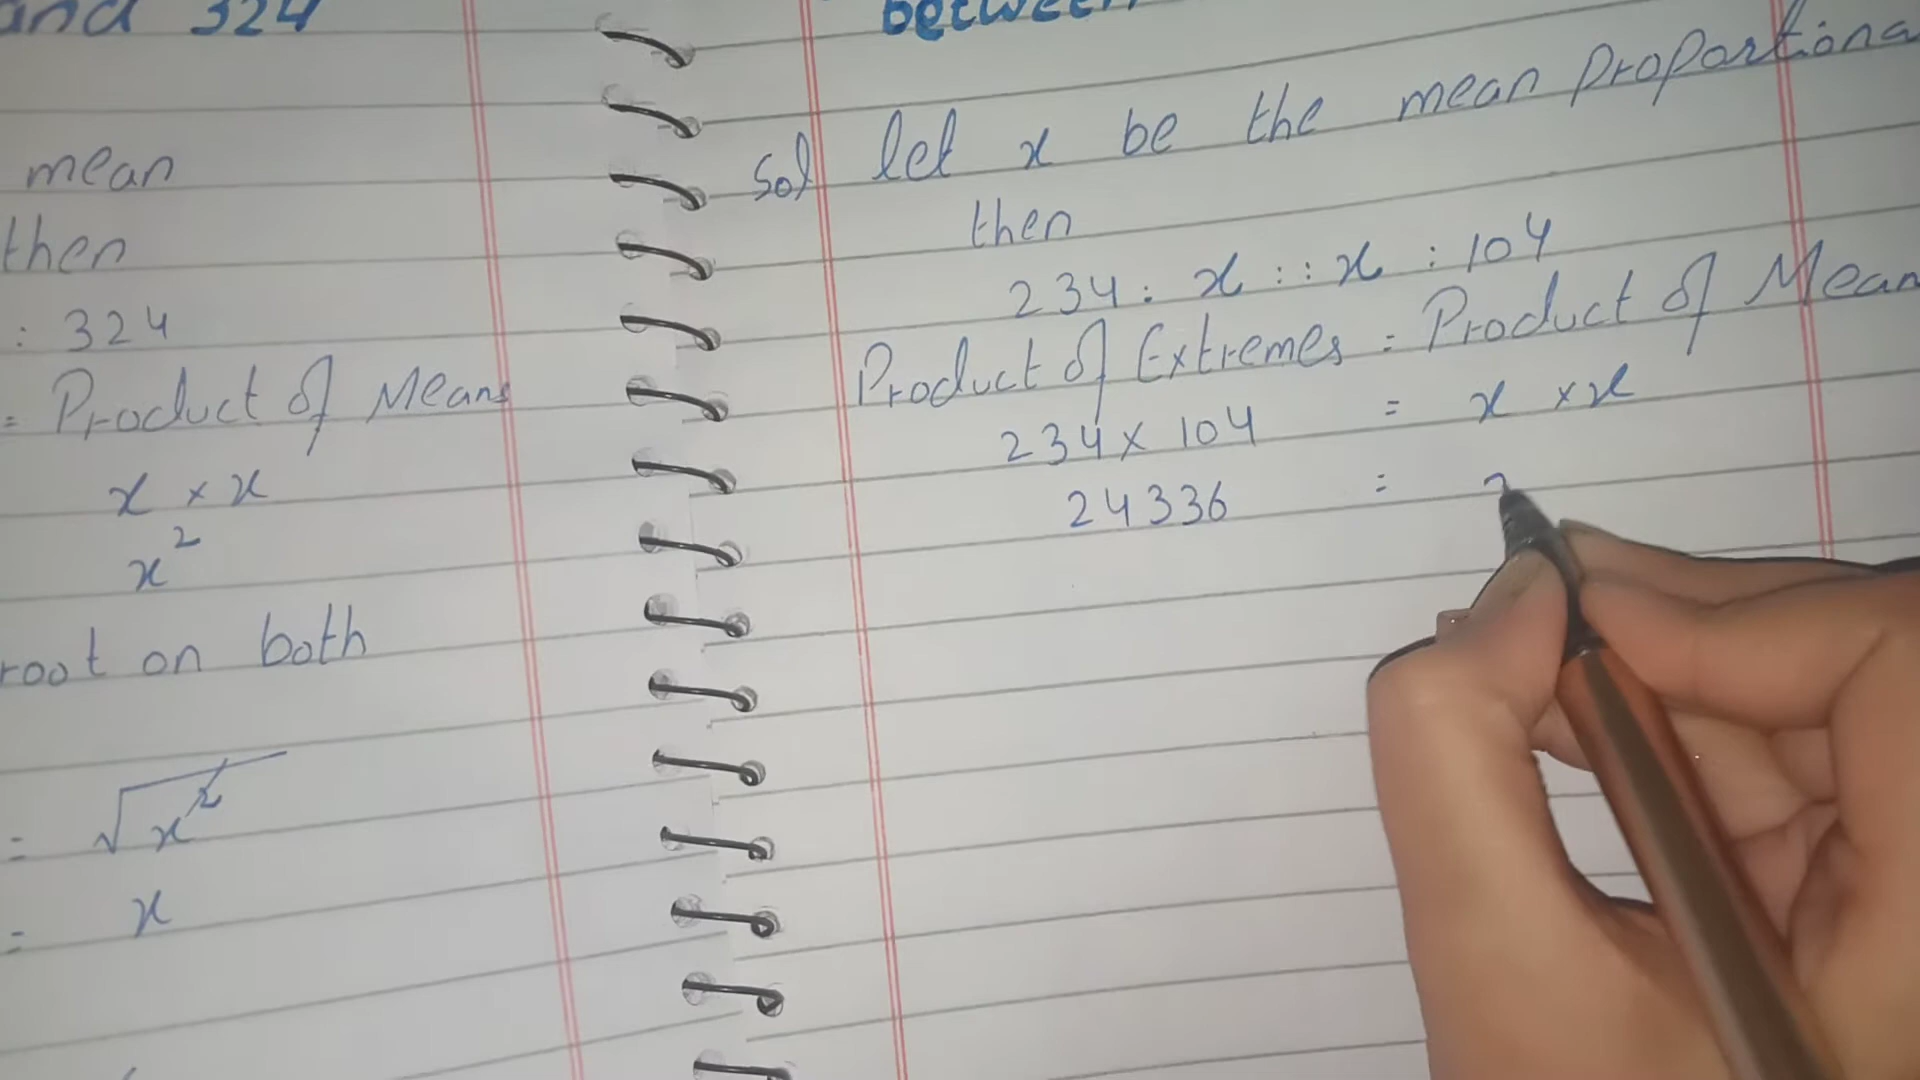 and 324
mean
then
: 324
= Product of Means
x × x
x²
root on both
= √x²
= x
between
Sol let x be the mean proportiona
then
234 : x :: x : 104
Product of Extremes = Product of Mean
234 × 104 = x × x
24336 =